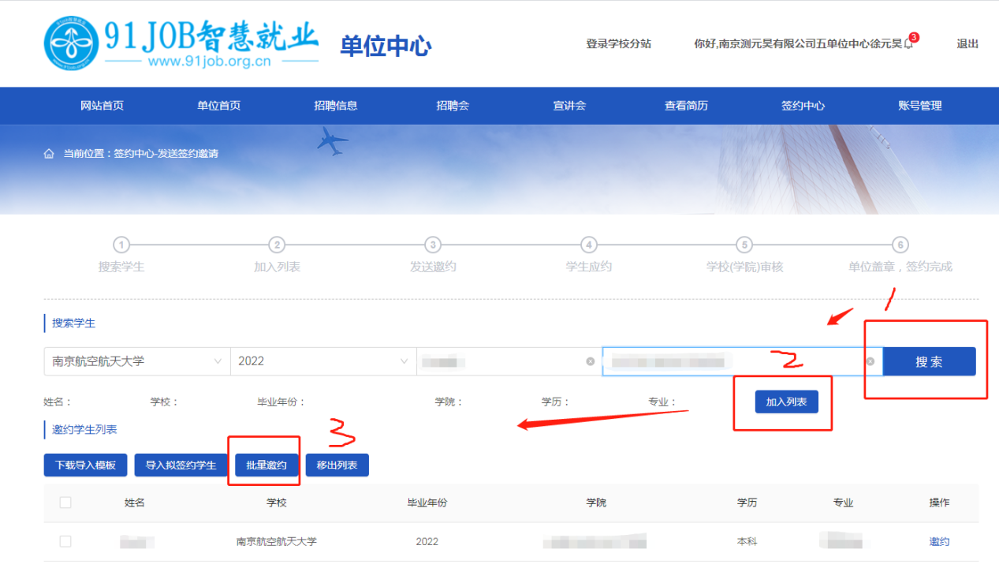 91JOB智慧就业
www.91job.org.cn
单位中心
登录学校分站
你好,南京测元昊有限公司五单位中心徐元昊
3
退出
网站首页 单位首页 招聘信息 招聘会 宣讲会 查看简历 签约中心 账号管理
当前位置：签约中心-发送签约邀请
1 2 3 4 5 6
搜索学生 加入列表 发送邀约 学生应约 学校(学院)审核 单位盖章，签约完成
1
搜索学生
南京航空航天大学 2022 搜索
2
姓名： 学校： 毕业年份： 学院： 学历： 专业： 加入列表
邀约学生列表
3
下载导入模板 导入拟签约学生 批量邀约 移出列表
姓名 学校 毕业年份 学院 学历 专业 操作
南京航空航天大学 2022 本科 邀约